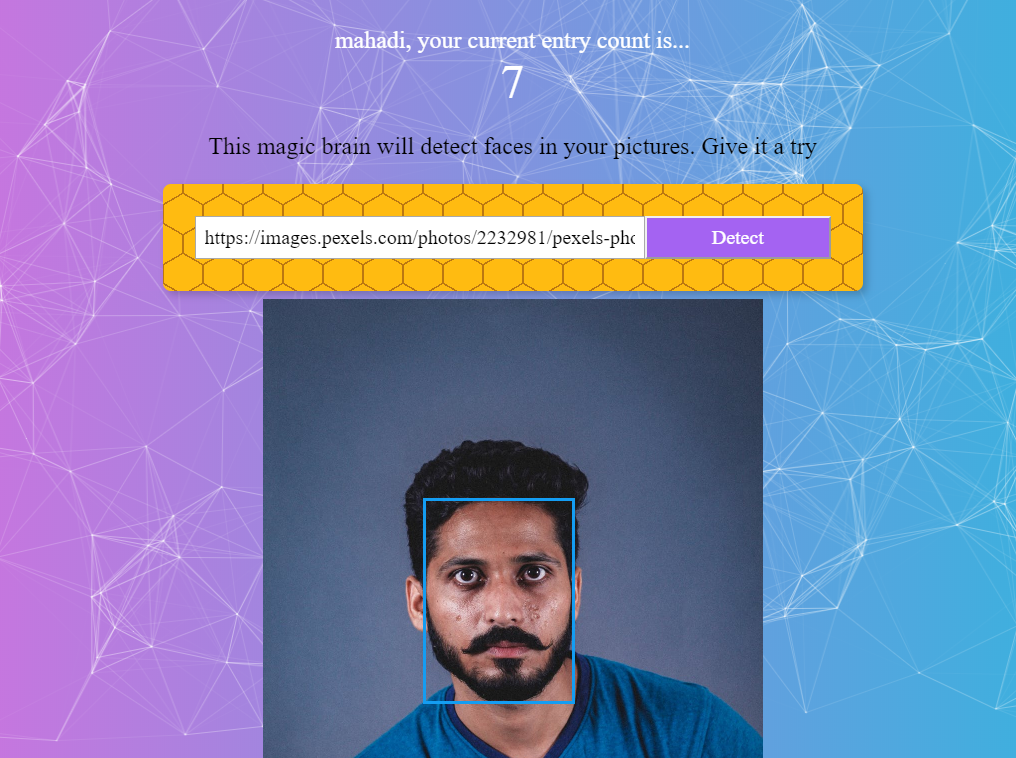 mahadi, your current entry count is...
7
This magic brain will detect faces in your pictures. Give it a try
https://images.pexels.com/photos/2232981/pexels-pho
Detect